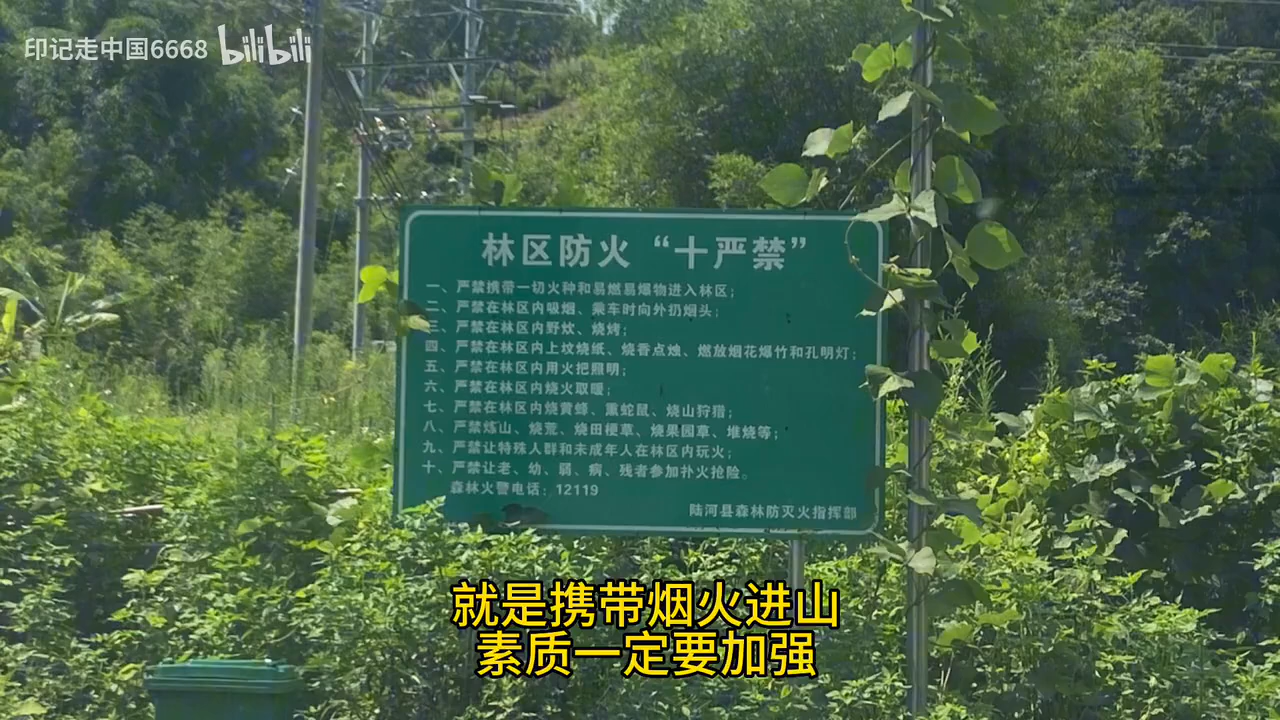 印记走中国6668 bilibili
林区防火“十严禁”
一、严禁携带一切火种和易燃易爆物进入林区；
二、严禁在林区内吸烟、乘车时向外扔烟头；
三、严禁在林区内野炊、烧烤；
四、严禁在林区内上坟烧纸、烧香点烛、燃放烟花爆竹和孔明灯；
五、严禁在林区内用火把照明；
六、严禁在林区内烧火取暖；
七、严禁在林区内烧黄蜂、熏蛇鼠、烧山狩猎；
八、严禁炼山、烧荒、烧田梗草、烧果园草、堆烧等；
九、严禁让特殊人群和未成年人在林区内玩火；
十、严禁让老、幼、弱、病、残者参加扑火抢险。
森林火警电话：12119
陆河县森林防灭火指挥部
就是携带烟火进山
素质一定要加强